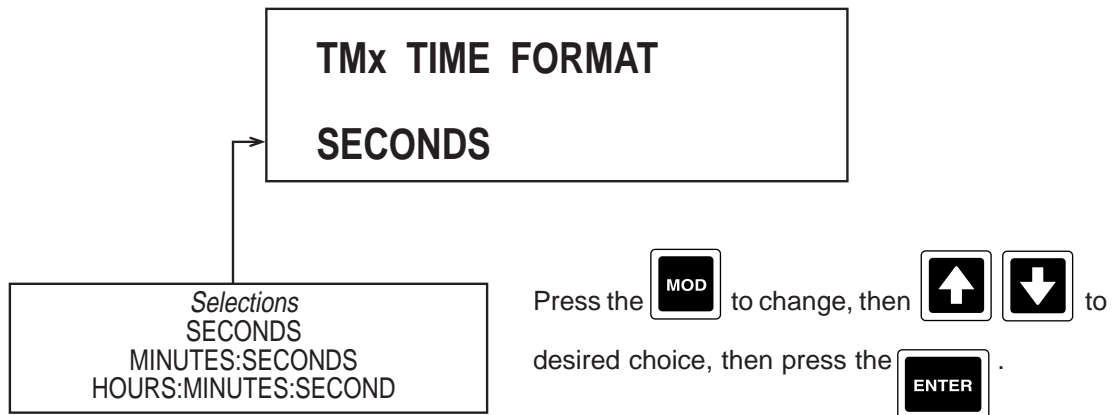 TMx TIME FORMAT
SECONDS
Selections
SECONDS
MINUTES:SECONDS
HOURS:MINUTES:SECOND
Press the MOD to change, then to
desired choice, then press the ENTER .